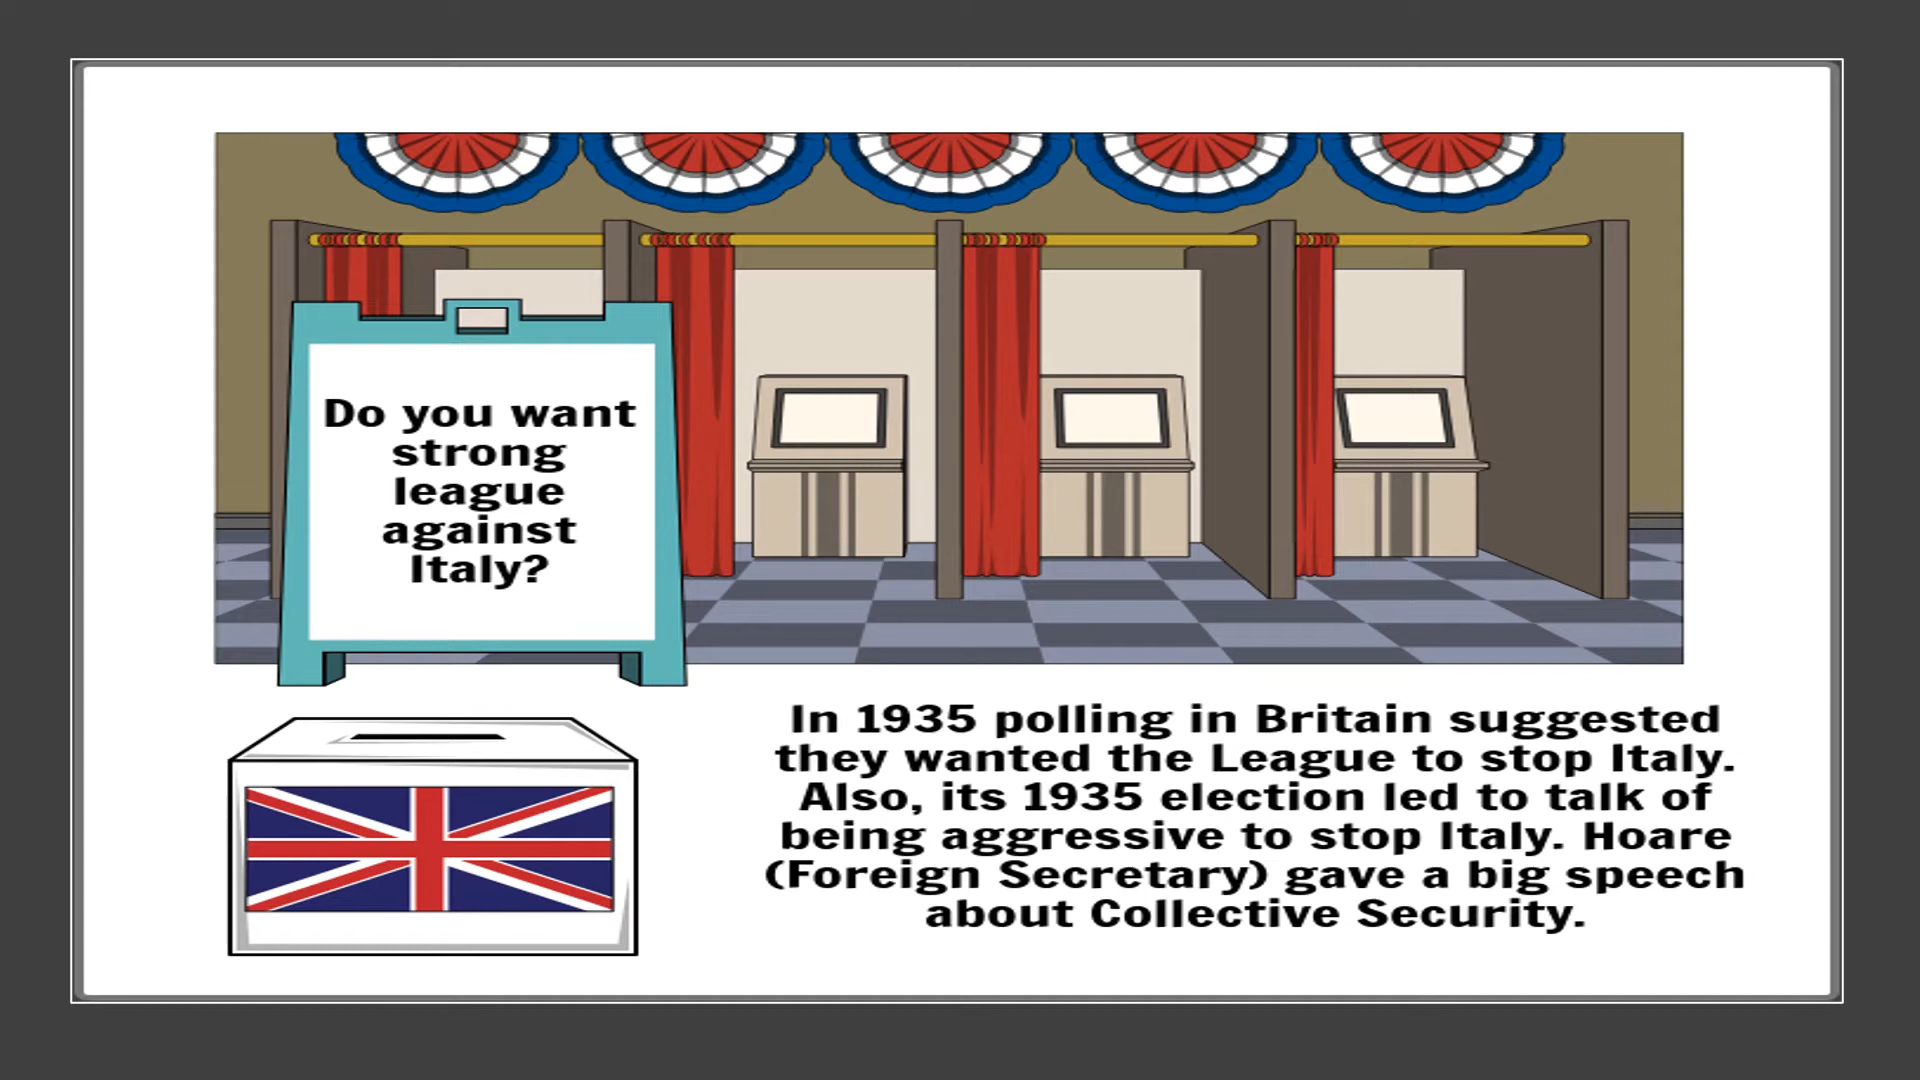 Do you want
strong
league
against
Italy?
In 1935 polling in Britain suggested
they wanted the League to stop Italy.
Also, its 1935 election led to talk of
being aggressive to stop Italy. Hoare
(Foreign Secretary) gave a big speech
about Collective Security.